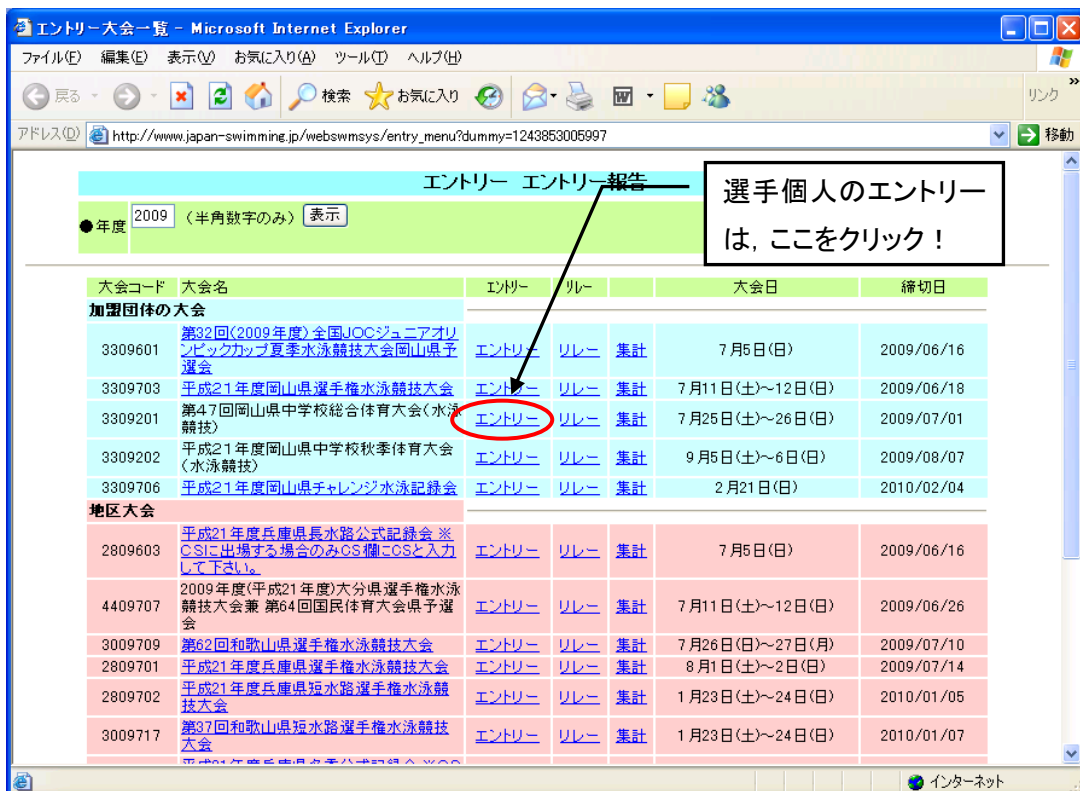 エントリー大会一覧 - Microsoft Internet Explorer
ファイル(F) 編集(E) 表示(V) お気に入り(A) ツール(T) ヘルプ(H)
戻る 検索 お気に入り リンク
アドレス(D) http://www.japan-swimming.jp/webswmsys/entry_menu?dummy=1243853005997 移動
エントリー エントリー報告
選手個人のエントリー
は，ここをクリック！
●年度 2009 (半角数字のみ) 表示
大会コード 大会名 エントリー リレー 大会日 締切日
加盟団体の大会
第32回(2009年度)全国JOCジュニアオリ
3309601 ンピックカップ夏季水泳競技大会岡山県予 エントリー リレー 集計 7月5日(日) 2009/06/16
選会
3309703 平成21年度岡山県選手権水泳競技大会 エントリー リレー 集計 7月11日(土)～12日(日) 2009/06/18
第47回岡山県中学校総合体育大会(水泳
3309201 競技) エントリー リレー 集計 7月25日(土)～26日(日) 2009/07/01
平成21年度岡山県中学校秋季体育大会
3309202 (水泳競技) エントリー リレー 集計 9月5日(土)～6日(日) 2009/08/07
3309706 平成21年度岡山県チャレンジ水泳記録会 エントリー リレー 集計 2月21日(日) 2010/02/04
地区大会
平成21年度兵庫県長水路公式記録会 ※
2809603 CSIに出場する場合のみCS欄にCSと入力 エントリー リレー 集計 7月5日(日) 2009/06/16
して下さい。
2009年度(平成21年度)大分県選手権水泳
4409707 競技大会兼 第64回国民体育大会県予選 エントリー リレー 集計 7月11日(土)～12日(日) 2009/06/26
会
3009709 第62回和歌山県選手権水泳競技大会 エントリー リレー 集計 7月26日(日)～27日(月) 2009/07/10
2809701 平成21年度兵庫県選手権水泳競技大会 エントリー リレー 集計 8月1日(土)～2日(日) 2009/07/14
平成21年度兵庫県短水路選手権水泳競
2809702 技大会 エントリー リレー 集計 1月23日(土)～24日(日) 2010/01/05
第37回和歌山県短水路選手権水泳競技
3009717 大会 エントリー リレー 集計 1月23日(土)～24日(日) 2010/01/07
インターネット